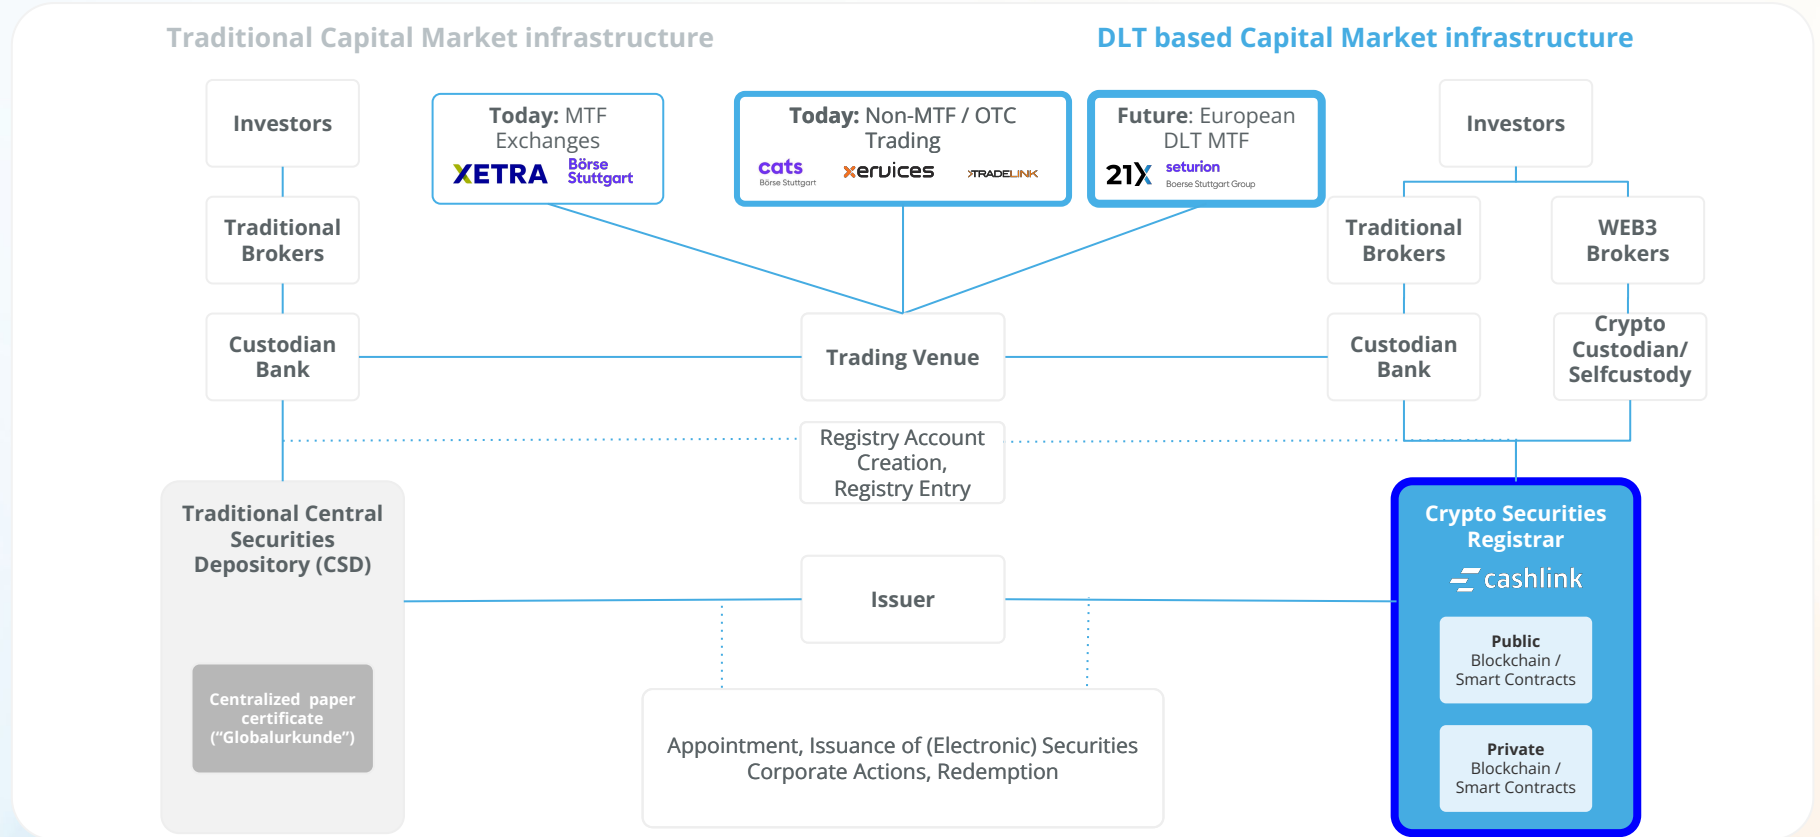 Traditional Capital Market infrastructure
DLT based Capital Market infrastructure
Investors
Today: MTF
Exchanges
XETRA
Börse
Stuttgart
Today: Non-MTF / OTC
Trading
cats
Börse Stuttgart
xervices
TRADELINK
Future: European
DLT MTF
21X
seturion
Boerse Stuttgart Group
Investors
Traditional
Brokers
Traditional
Brokers
WEB3
Brokers
Custodian
Bank
Trading Venue
Custodian
Bank
Crypto
Custodian/
Selfcustody
Registry Account
Creation,
Registry Entry
Traditional Central
Securities
Depository (CSD)
Centralized paper
certificate
(“Globalurkunde”)
Issuer
Appointment, Issuance of (Electronic) Securities
Corporate Actions, Redemption
Crypto Securities
Registrar
cashlink
Public
Blockchain /
Smart Contracts
Private
Blockchain /
Smart Contracts